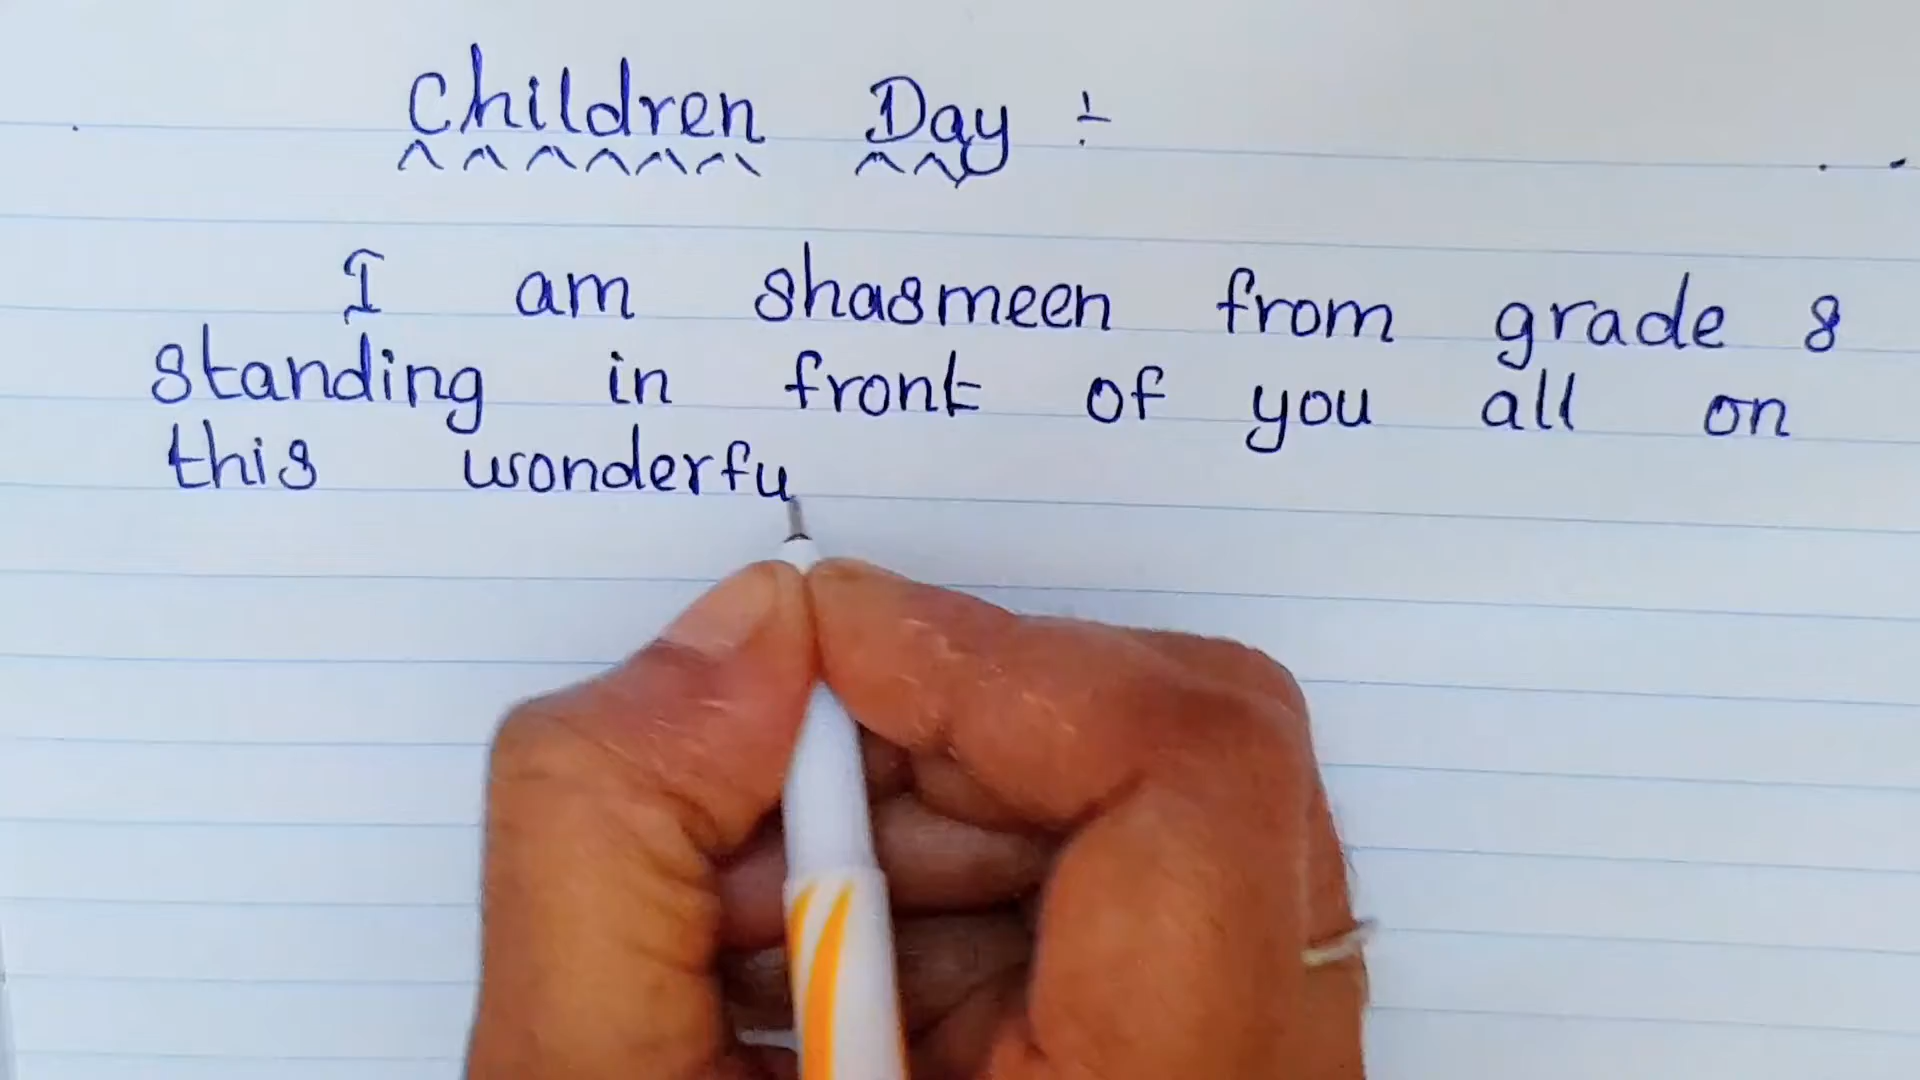 Children Day :-
I am shasmeen from grade 8
standing in front of you all on
this wonderfu